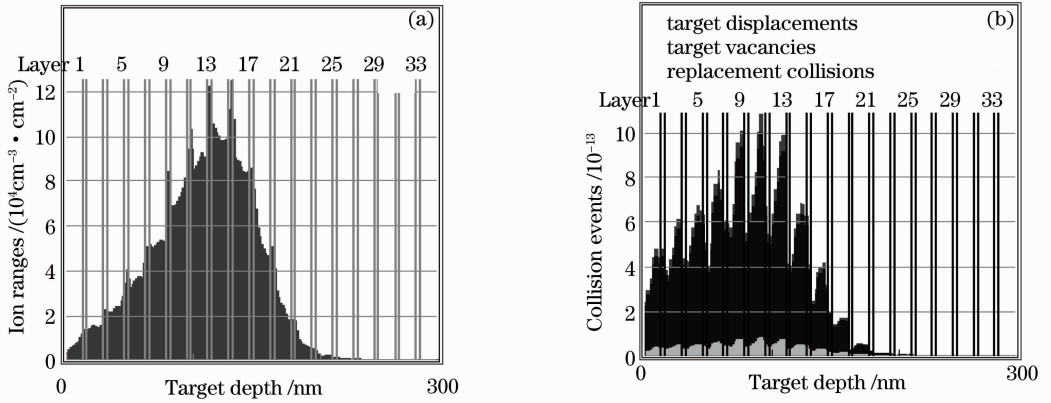 (a)
Layer 1 5 9 13 17 21 25 29 33
Ion ranges /(10⁴cm⁻³ • cm⁻²)
12
10
8
6
4
2
0
0 300
Target depth /nm
(b)
target displacements
target vacancies
replacement collisions
Layer 1 5 9 13 17 21 25 29 33
Collision events /10⁻¹³
10
8
6
4
2
0
0 300
Target depth /nm